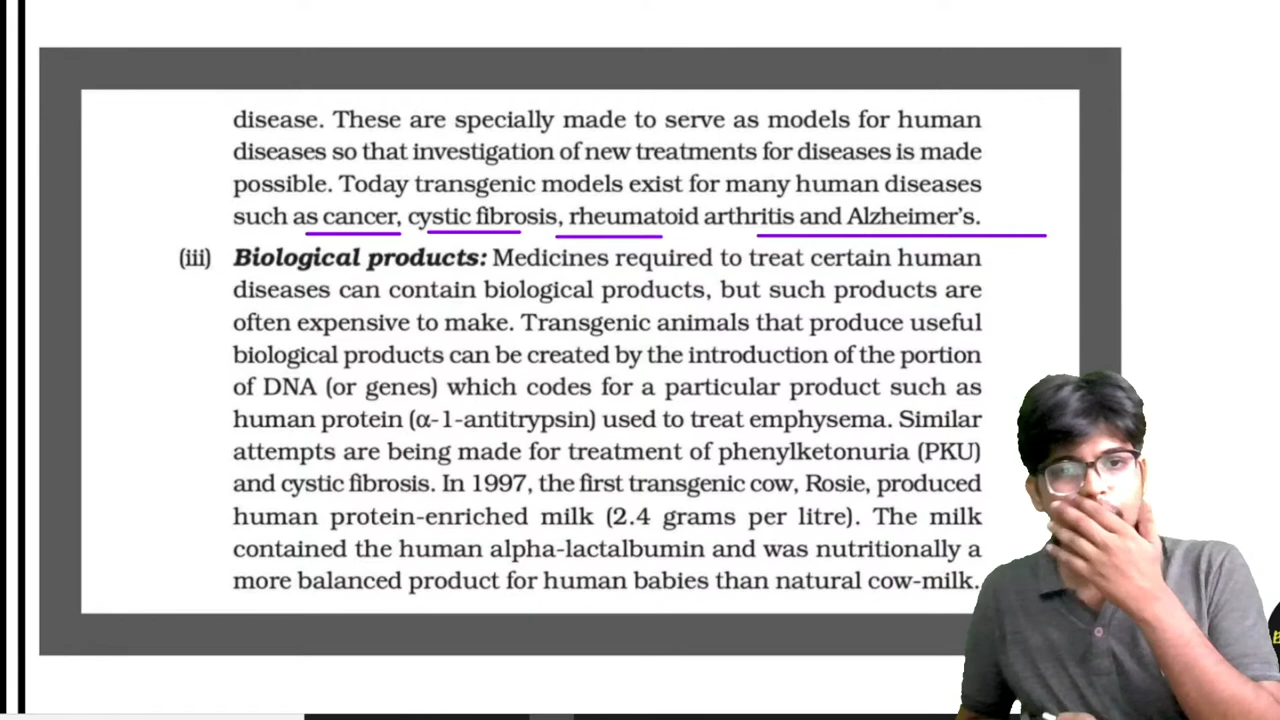 disease. These are specially made to serve as models for human
diseases so that investigation of new treatments for diseases is made
possible. Today transgenic models exist for many human diseases
such as cancer, cystic fibrosis, rheumatoid arthritis and Alzheimer's.
(iii) Biological products: Medicines required to treat certain human
diseases can contain biological products, but such products are
often expensive to make. Transgenic animals that produce useful
biological products can be created by the introduction of the portion
of DNA (or genes) which codes for a particular product such as
human protein (α-1-antitrypsin) used to treat emphysema. Similar
attempts are being made for treatment of phenylketonuria (PKU)
and cystic fibrosis. In 1997, the first transgenic cow, Rosie, produced
human protein-enriched milk (2.4 grams per litre). The milk
contained the human alpha-lactalbumin and was nutritionally a
more balanced product for human babies than natural cow-milk.